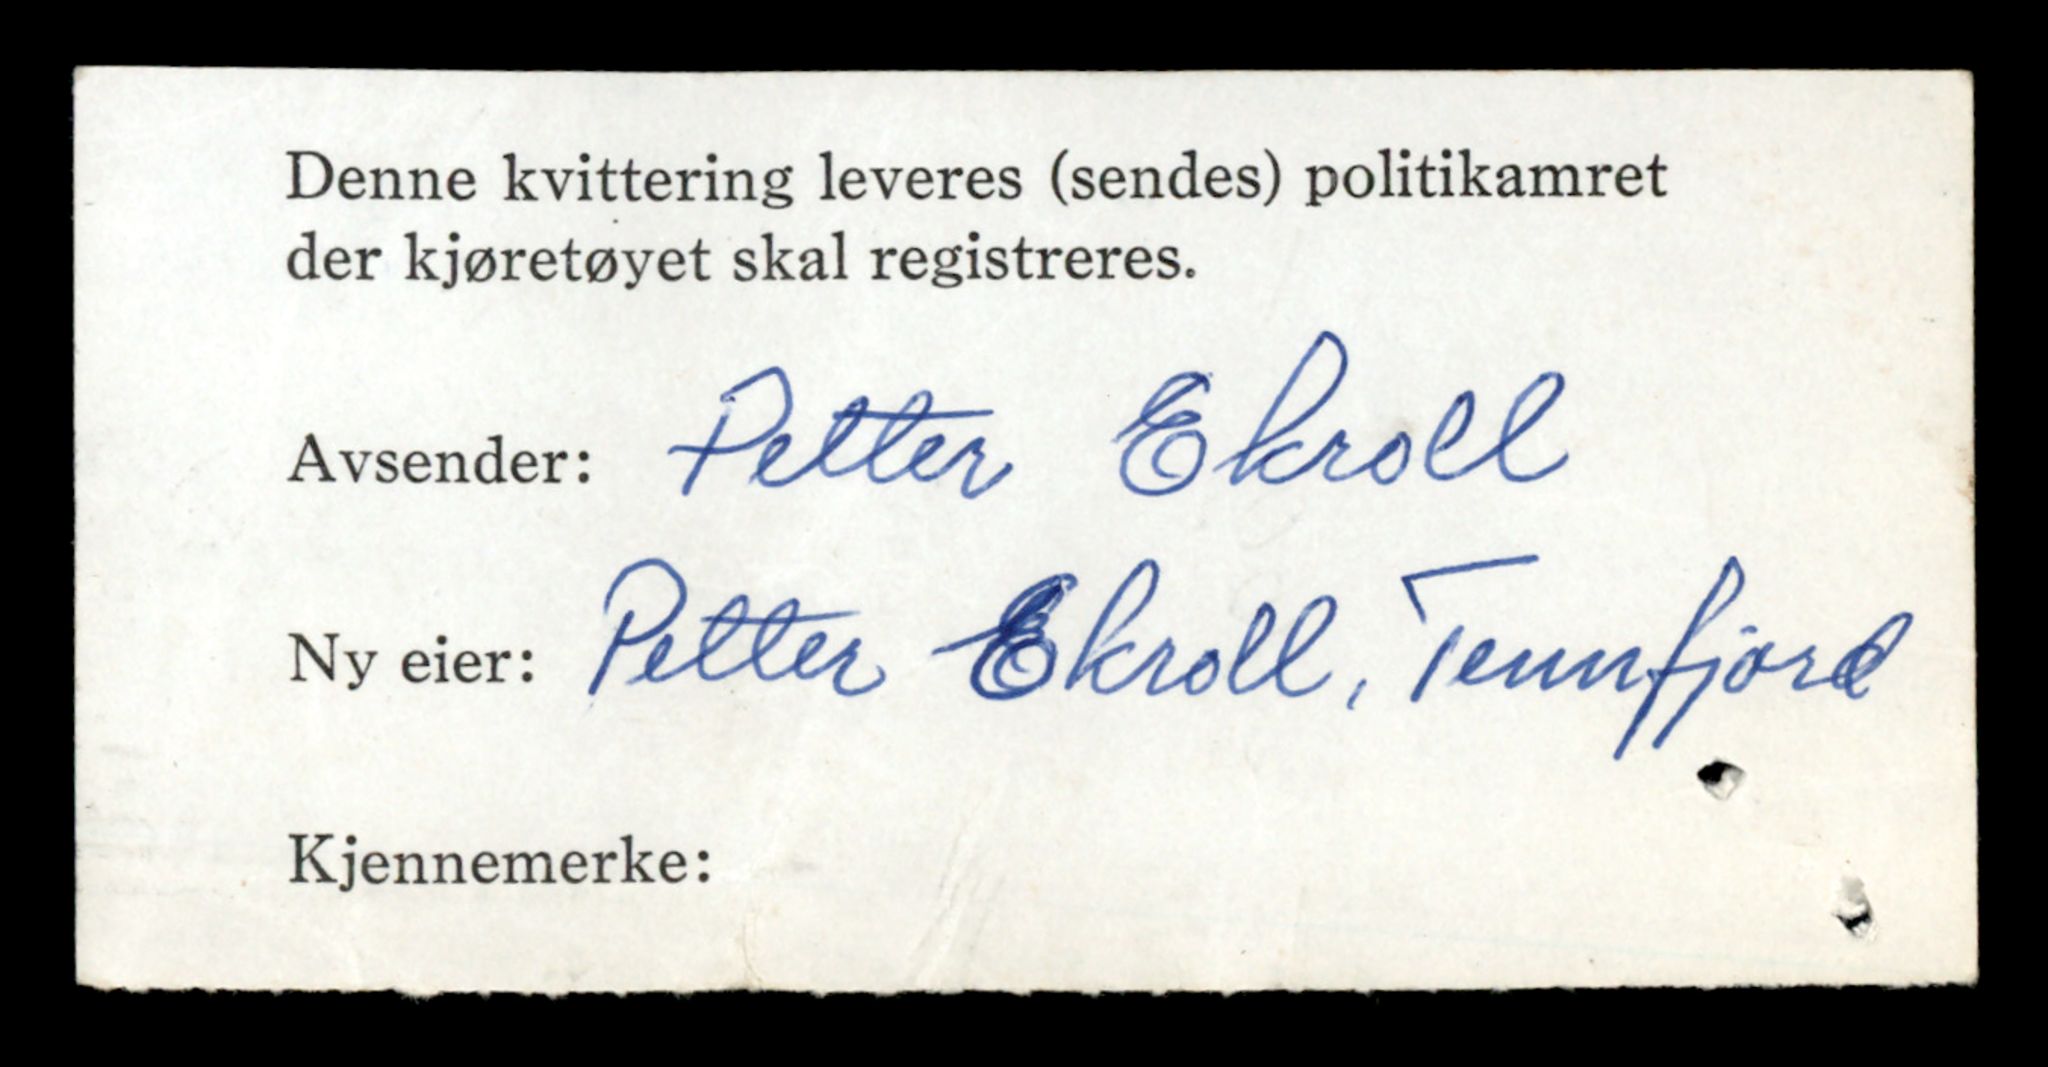 Denne kvittering leveres (sendes) politikamret
der kjøretøyet skal registreres.
Avsender: Petter Ekroll
Ny eier: Petter Ekroll, Tennfjord
Kjennemerke: